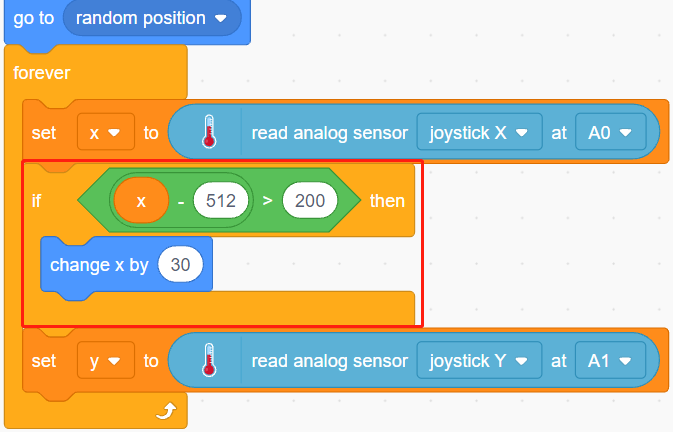 go to random position
forever
set x to read analog sensor joystick X at A0
if x - 512 > 200 then
change x by 30
set y to read analog sensor joystick Y at A1